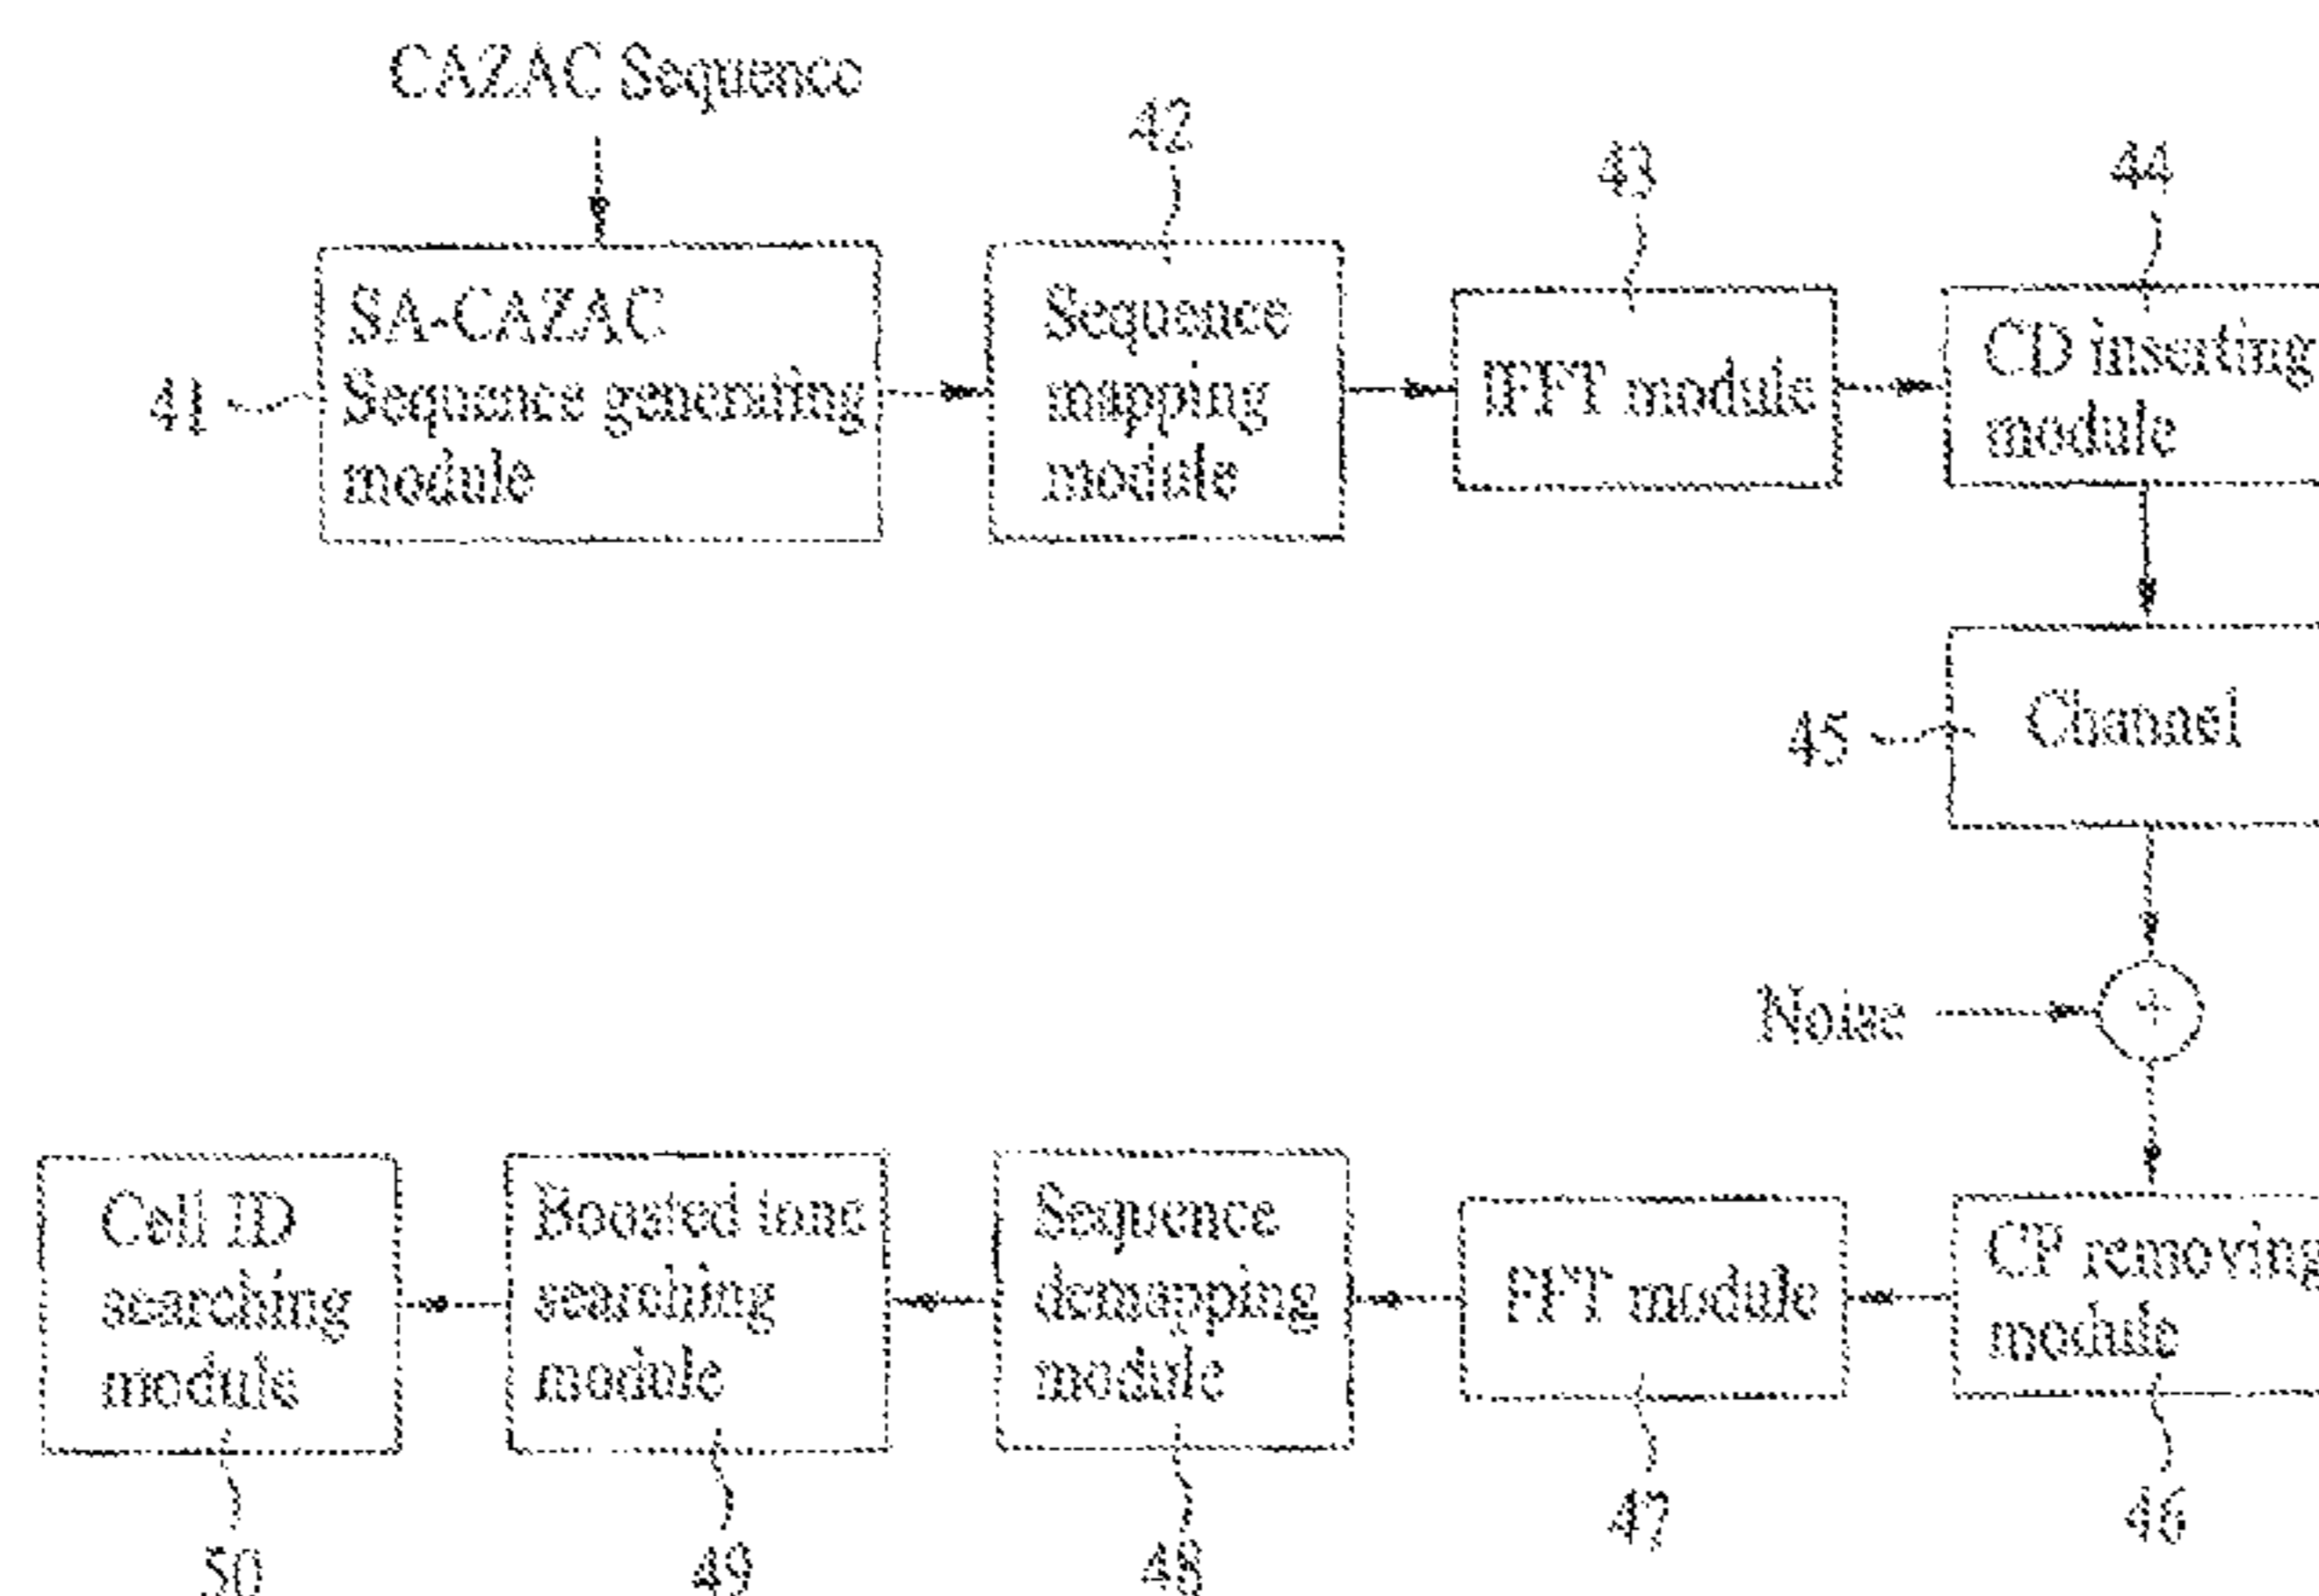 CAZAC Sequence
42
43
44
SA-CAZAC
Sequence generating
module
41
Sequence
mapping
module
IFFT module
CD inserting
module
45
Channel
Noise
+
Cell ID
searching
module
Boosted tone
searching
module
Sequence
demapping
module
FFT module
CP removing
module
50
49
48
47
46